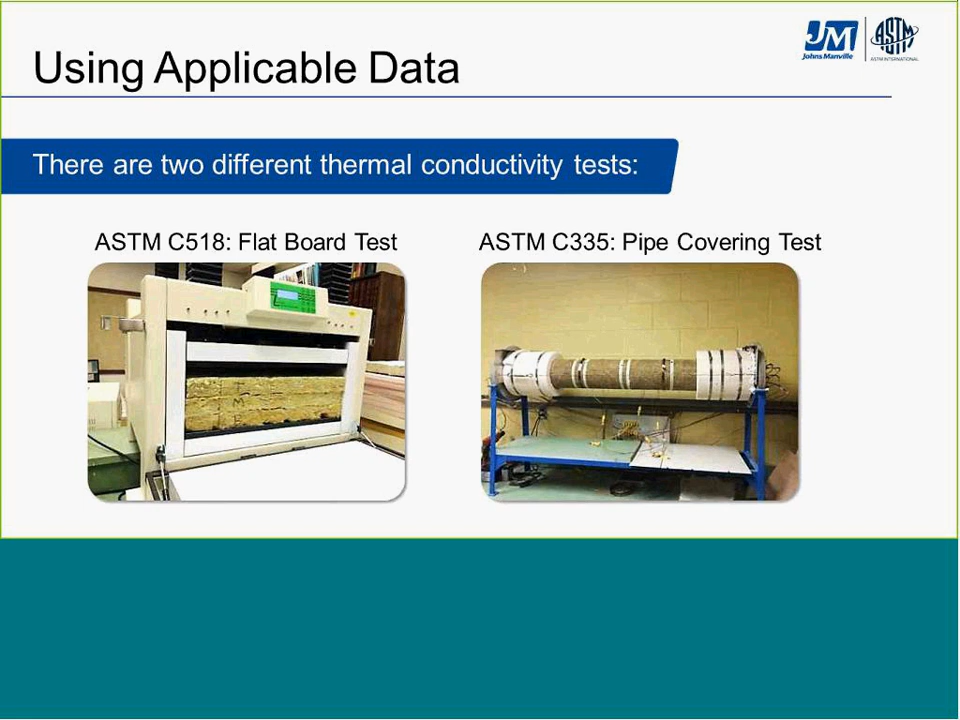 Using Applicable Data
JM
Johns Manville
ASTM
ASTM INTERNATIONAL
There are two different thermal conductivity tests:
ASTM C518: Flat Board Test
ASTM C335: Pipe Covering Test